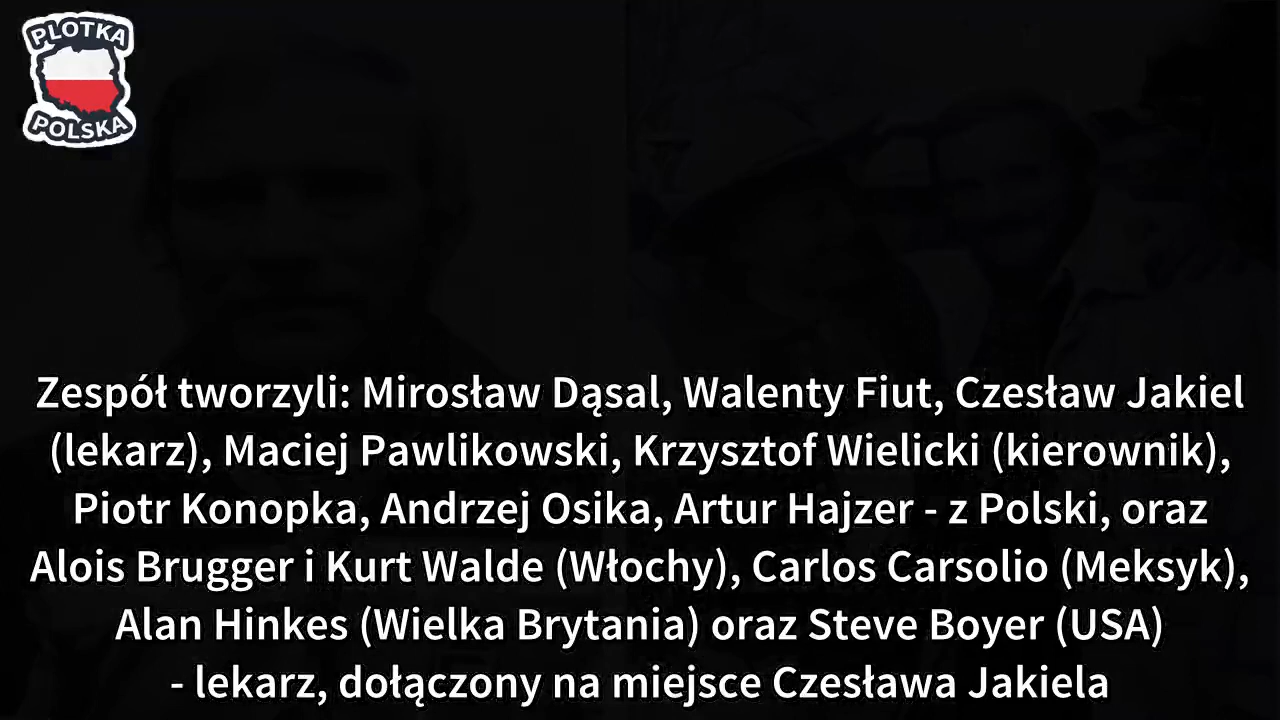 PLOTKA
POLSKA
Zespół tworzyli: Mirosław Dąsal, Walenty Fiut, Czesław Jakiel
(lekarz), Maciej Pawlikowski, Krzysztof Wielicki (kierownik),
Piotr Konopka, Andrzej Osika, Artur Hajzer - z Polski, oraz
Alois Brugger i Kurt Walde (Włochy), Carlos Carsolio (Meksyk),
Alan Hinkes (Wielka Brytania) oraz Steve Boyer (USA)
- lekarz, dołączony na miejsce Czesława Jakiela